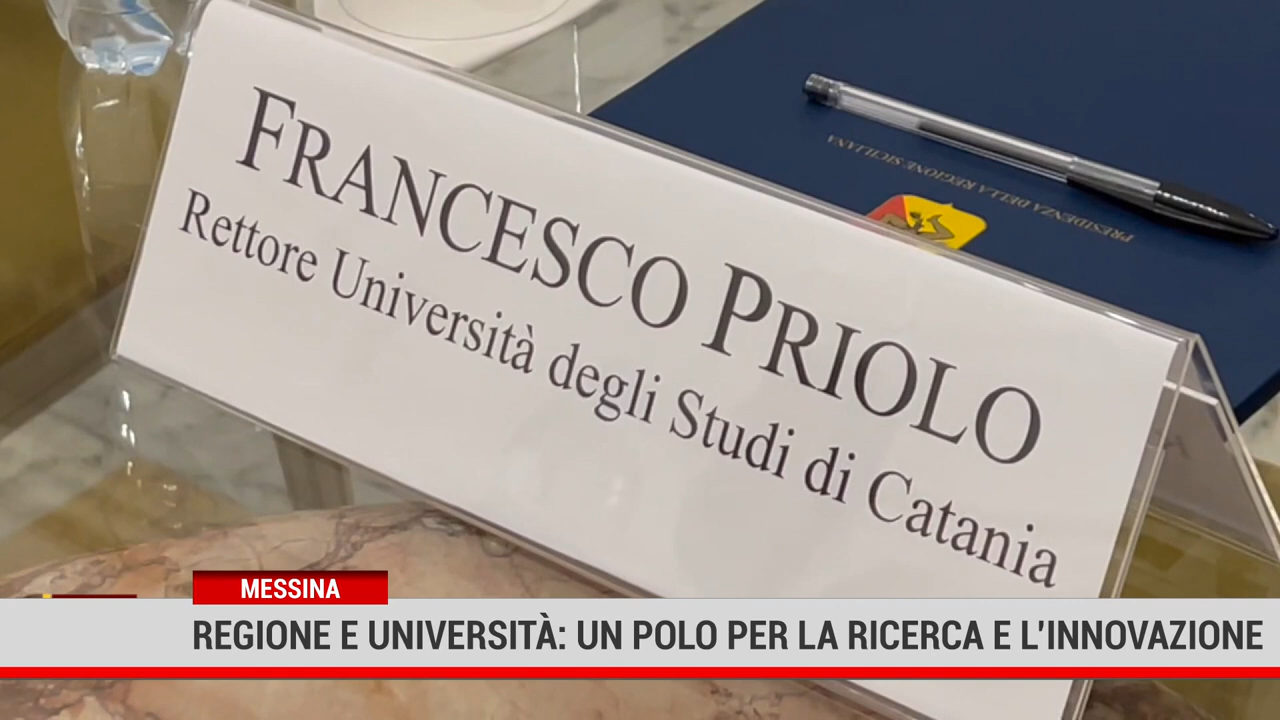 FRANCESCO PRIOLO
Rettore Università degli Studi di Catania
PRESIDENZA DELLA REGIONE SICILIANA
MESSINA
REGIONE E UNIVERSITÀ: UN POLO PER LA RICERCA E L'INNOVAZIONE